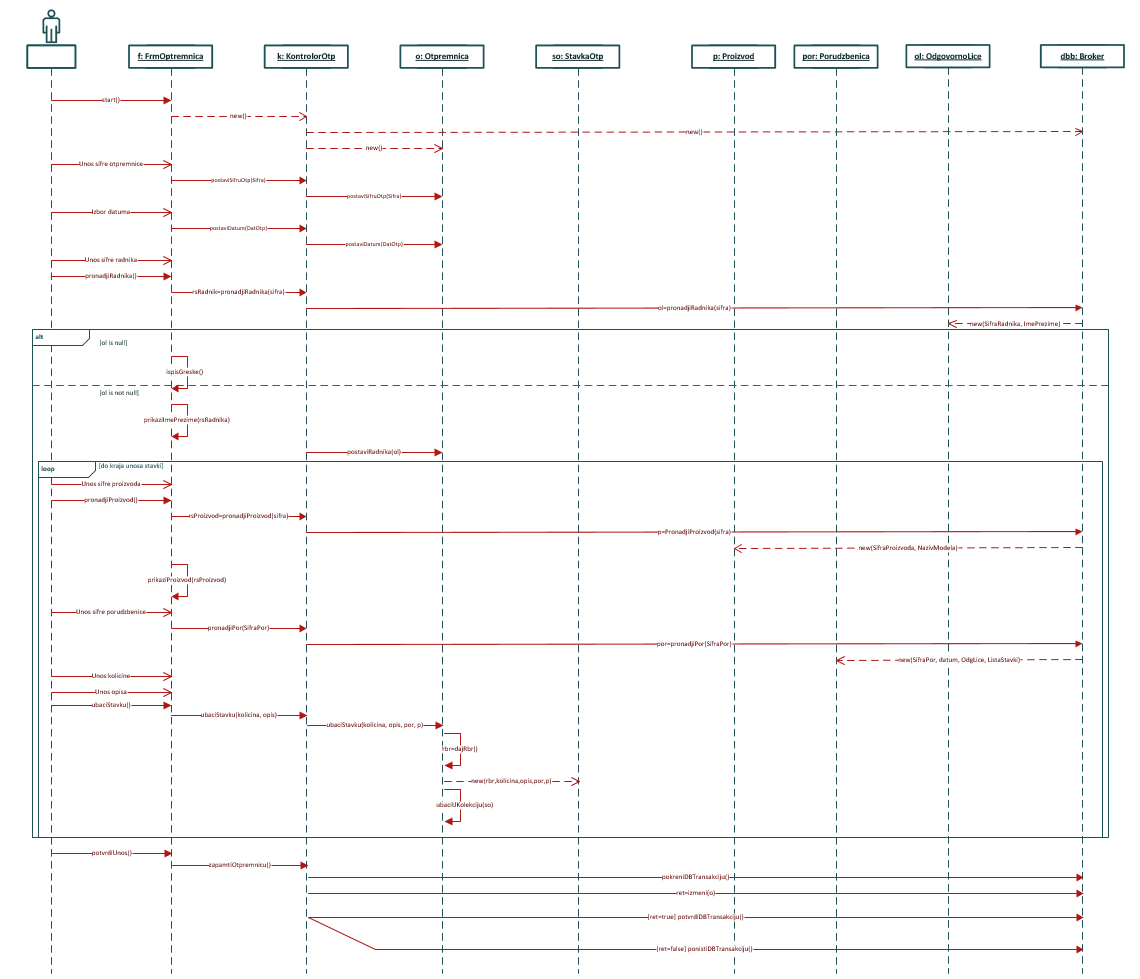 f: FrmOptremnica
k: KontrolorOtp
o: Otpremnica
so: StavkaOtp
p: Proizvod
por: Porudzbenica
ol: OdgovornoLice
dbb: Broker
start()
new()
new()
new()
Unos sifre otpremnice
postaviSifruOtp(Sifra)
postaviSifruOtp(Sifra)
Izbor datuma
postaviDatum(DatOtp)
postaviDatum(DatOtp)
Unos sifre radnika
pronadjiRadnika()
rsRadnik=pronadjiRadnika(sifra)
ol=pronadjiRadnika(sifra)
new(SifraRadnika, ImePrezime)
alt
[ol is null]
ispisGreske()
[ol is not null]
prikaziImePrezime(rsRadnika)
postaviRadnika(ol)
loop
[do kraja unosa stavki]
Unos sifre proizvoda
pronadjiProizvod()
rsProizvod=pronadjiProizvod(sifra)
p=PronadjiProizvod(sifra)
new(SifraProizvoda, NazivModela)
prikaziProizvod(rsProizvod)
Unos sifre porudzbenice
pronadjiPor(SifraPor)
por=pronadjiPor(SifraPor)
new(SifraPor, datum, OdgLice, ListaStavki)
Unos kolicine
Unos opisa
ubaciStavku()
ubaciStavku(kolicina, opis)
ubaciStavku(kolicina, opis, por, p)
rbr=dajRbr()
new(rbr,kolicina,opis,por,p)
ubaciUKolekciju(so)
potvrdiUnos()
zapamtiOtpremnicu()
pokreniDBTransakciju()
ret=izmeni(o)
[ret=true] potvrdiDBTransakciju()
[ret=false] ponistiDBTransakciju()